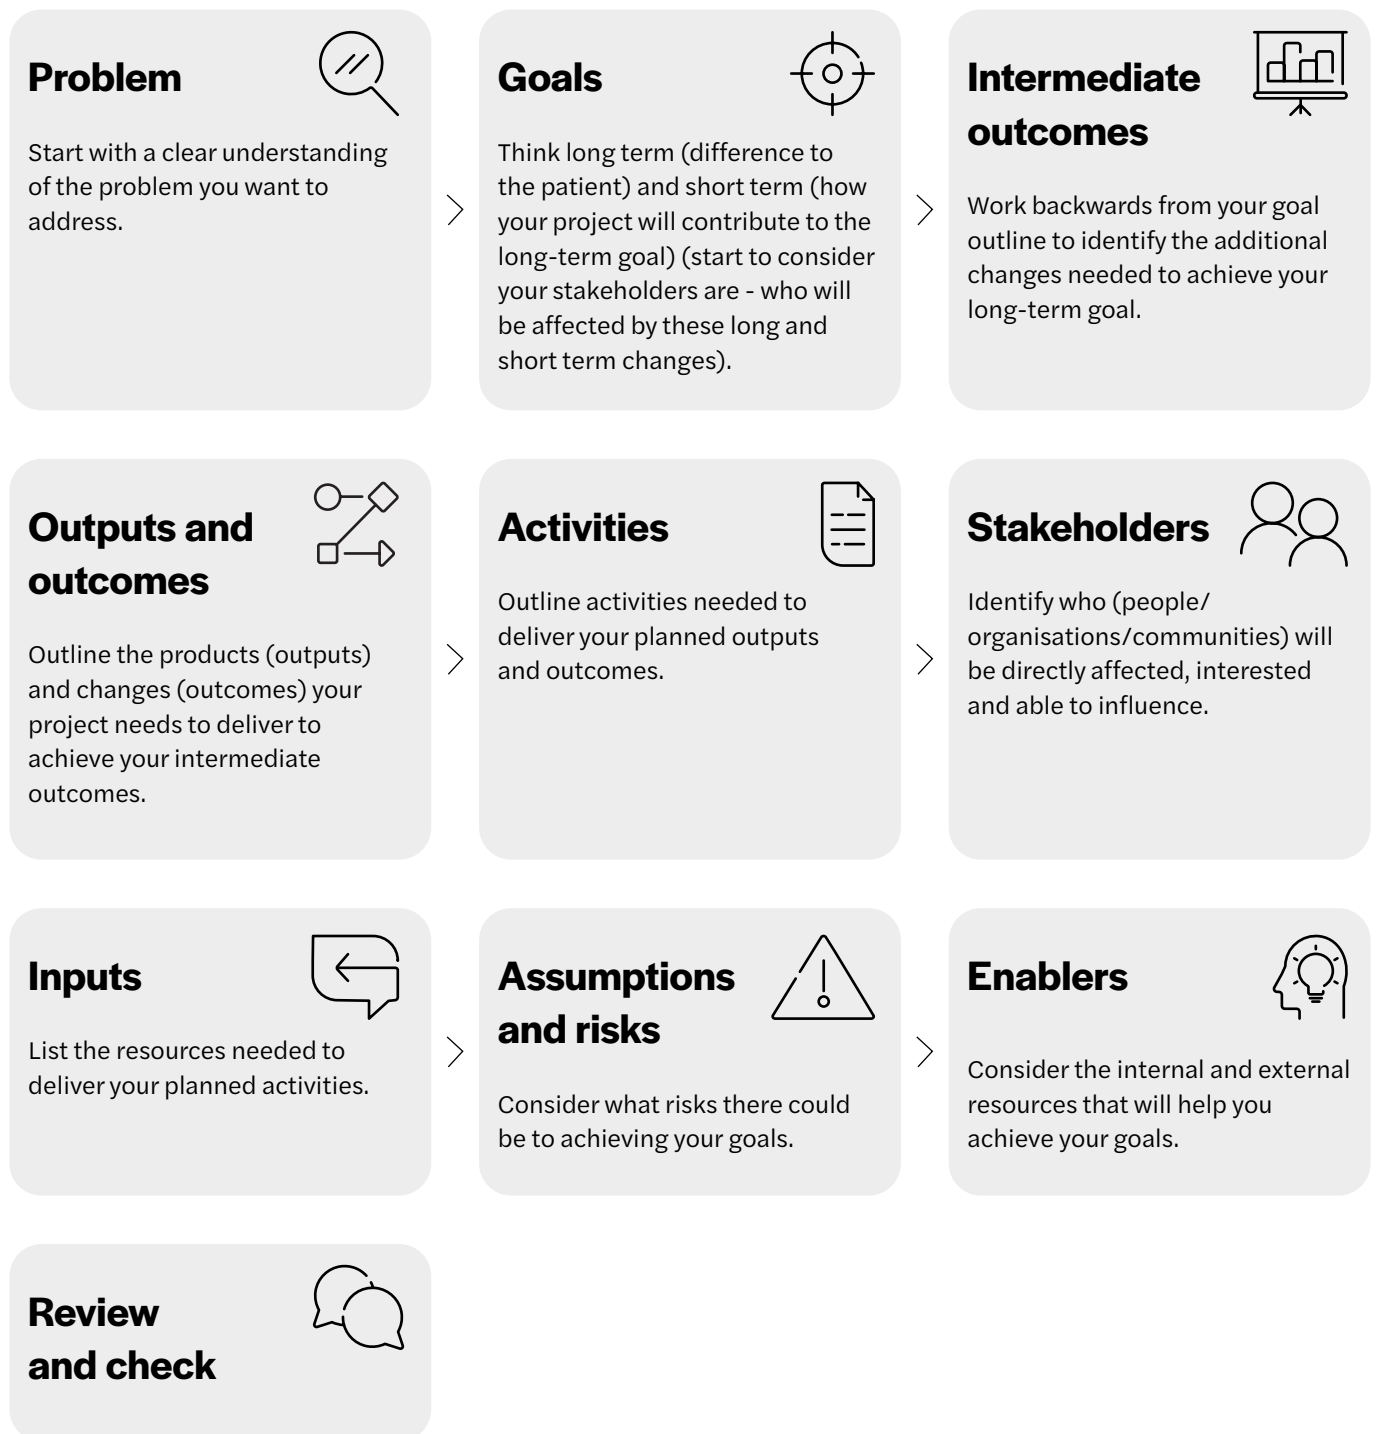 Problem
Start with a clear understanding
of the problem you want to
address.
Goals
Think long term (difference to
the patient) and short term (how
your project will contribute to the
long-term goal) (start to consider
your stakeholders are - who will
be affected by these long and
short term changes).
Intermediate
outcomes
Work backwards from your goal
outline to identify the additional
changes needed to achieve your
long-term goal.
Outputs and
outcomes
Outline the products (outputs)
and changes (outcomes) your
project needs to deliver to
achieve your intermediate
outcomes.
Activities
Outline activities needed to
deliver your planned outputs
and outcomes.
Stakeholders
Identify who (people/
organisations/communities) will
be directly affected, interested
and able to influence.
Inputs
List the resources needed to
deliver your planned activities.
Assumptions
and risks
Consider what risks there could
be to achieving your goals.
Enablers
Consider the internal and external
resources that will help you
achieve your goals.
Review
and check